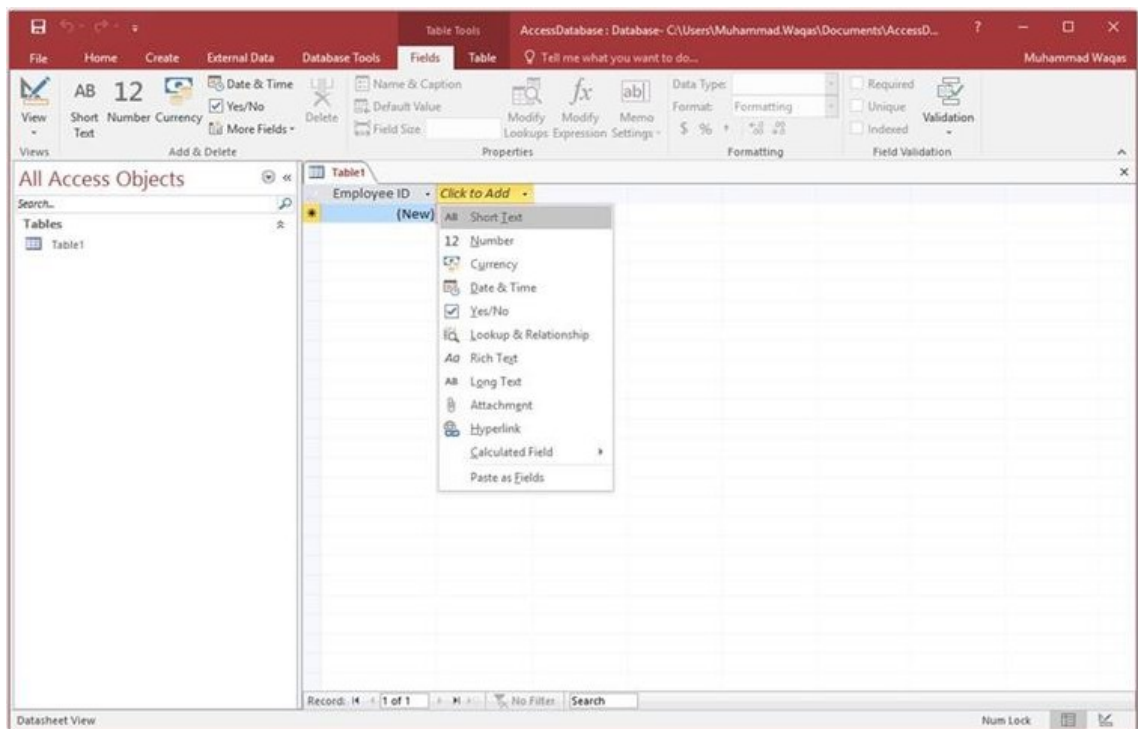 Table Tools
AccessDatabase : Database- C:\Users\Muhammad.Waqas\Documents\AccessD...
?
File Home Create External Data Database Tools Fields Table Tell me what you want to do... Muhammad Waqas
View
AB Short Text
12 Number
Currency
Date & Time
Yes/No
More Fields
Delete
Name & Caption
Default Value
Field Size
Modify Lookups
fx Modify Expression
ab Memo Settings
Data Type:
Format: Formatting
$ % ,
Required
Unique
Indexed
Validation
Views Add & Delete Properties Formatting Field Validation
All Access Objects
Search...
Tables
Table1
Table1
Employee ID Click to Add
(New)
AB Short Text
12 Number
Currency
Date & Time
Yes/No
Lookup & Relationship
Aa Rich Text
AB Long Text
Attachment
Hyperlink
Calculated Field
Paste as Fields
Record: 1 of 1 No Filter Search
Datasheet View Num Lock